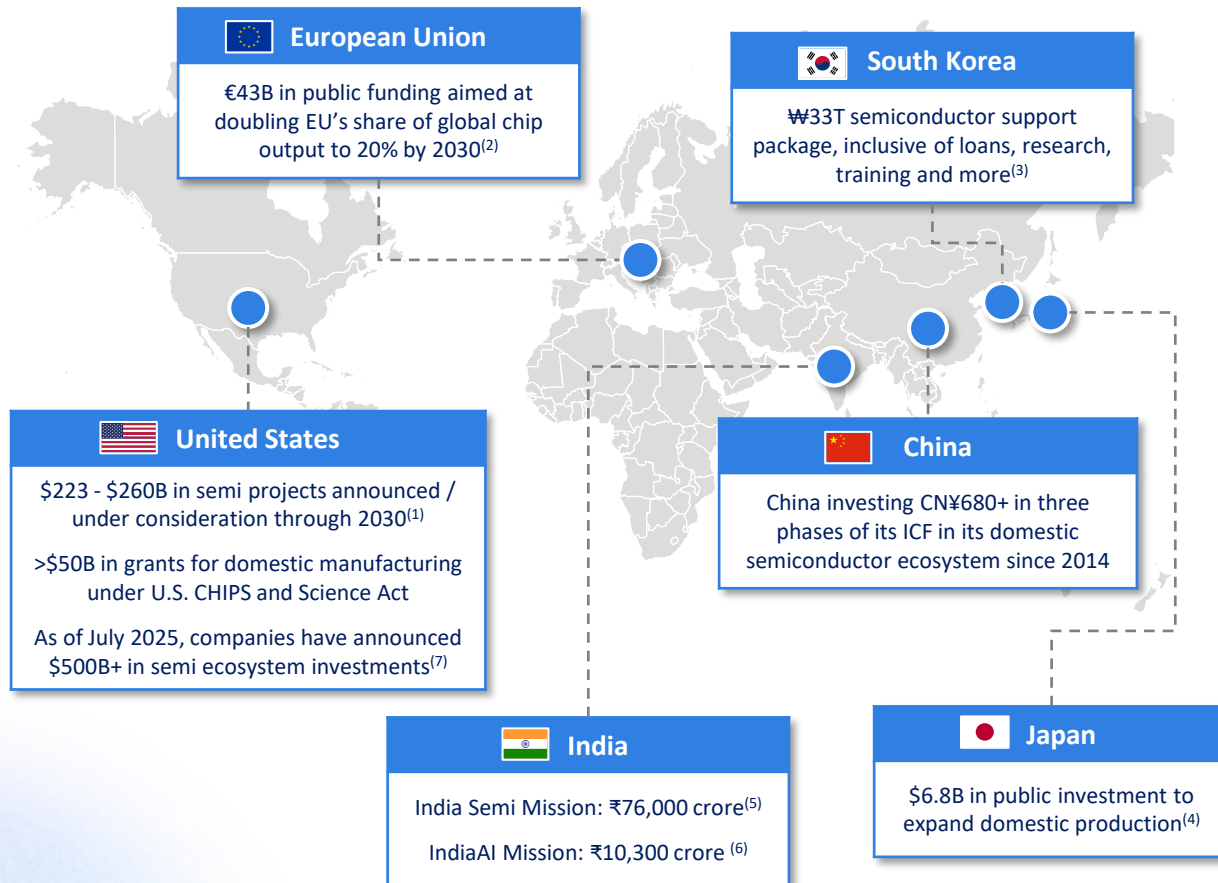 European Union
€43B in public funding aimed at
doubling EU's share of global chip
output to 20% by 2030(2)
South Korea
₩33T semiconductor support
package, inclusive of loans, research,
training and more(3)
United States
$223 - $260B in semi projects announced /
under consideration through 2030(1)
>$50B in grants for domestic manufacturing
under U.S. CHIPS and Science Act
As of July 2025, companies have announced
$500B+ in semi ecosystem investments(7)
China
China investing CN¥680+ in three
phases of its ICF in its domestic
semiconductor ecosystem since 2014
India
India Semi Mission: ₹76,000 crore(5)
IndiaAI Mission: ₹10,300 crore (6)
Japan
$6.8B in public investment to
expand domestic production(4)